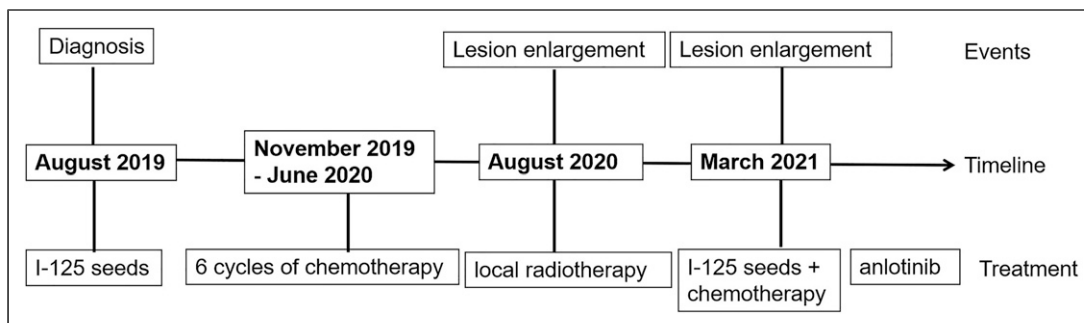 Diagnosis
Lesion enlargement
Lesion enlargement
Events
August 2019
November 2019
- June 2020
August 2020
March 2021
Timeline
I-125 seeds
6 cycles of chemotherapy
local radiotherapy
I-125 seeds +
chemotherapy
anlotinib
Treatment